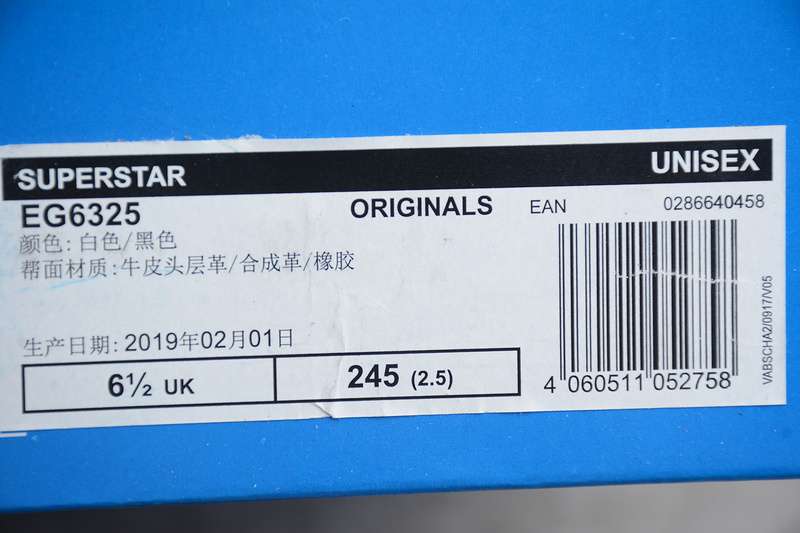 SUPERSTAR
UNISEX
EG6325
ORIGINALS
EAN
0286640458
颜色: 白色/黑色
帮面材质: 牛皮头层革/合成革/橡胶
生产日期: 2019年02月01日
6½ UK
245 (2.5)
4 060511 052758
VABSCHA2/0917/V05